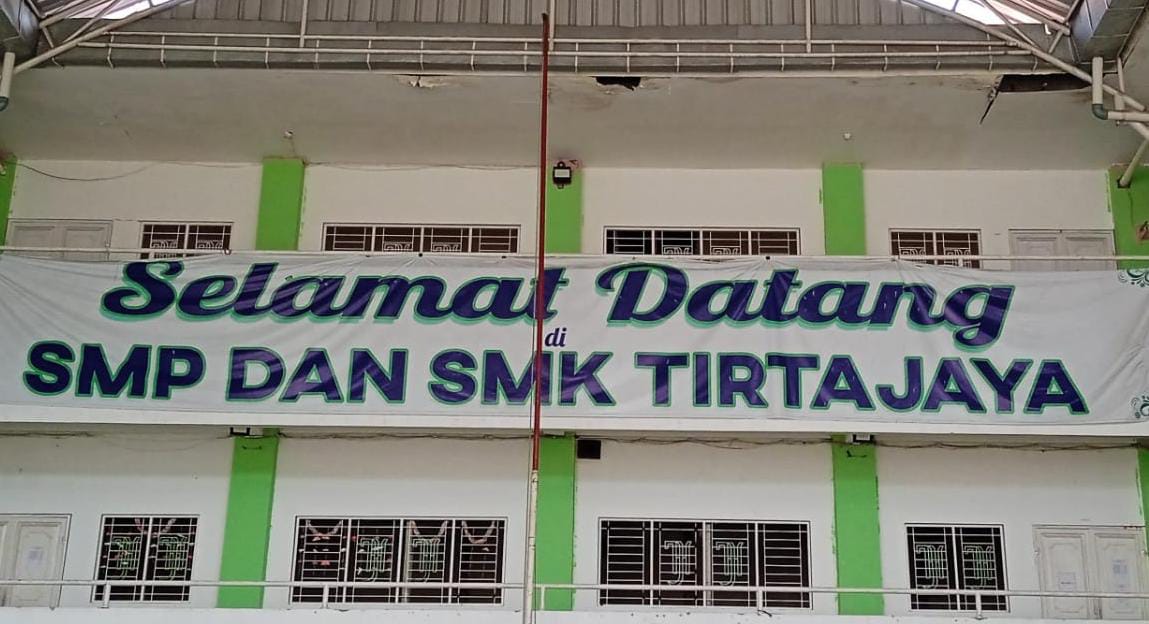 Selamat Datang
di
SMP DAN SMK TIRTAJAYA